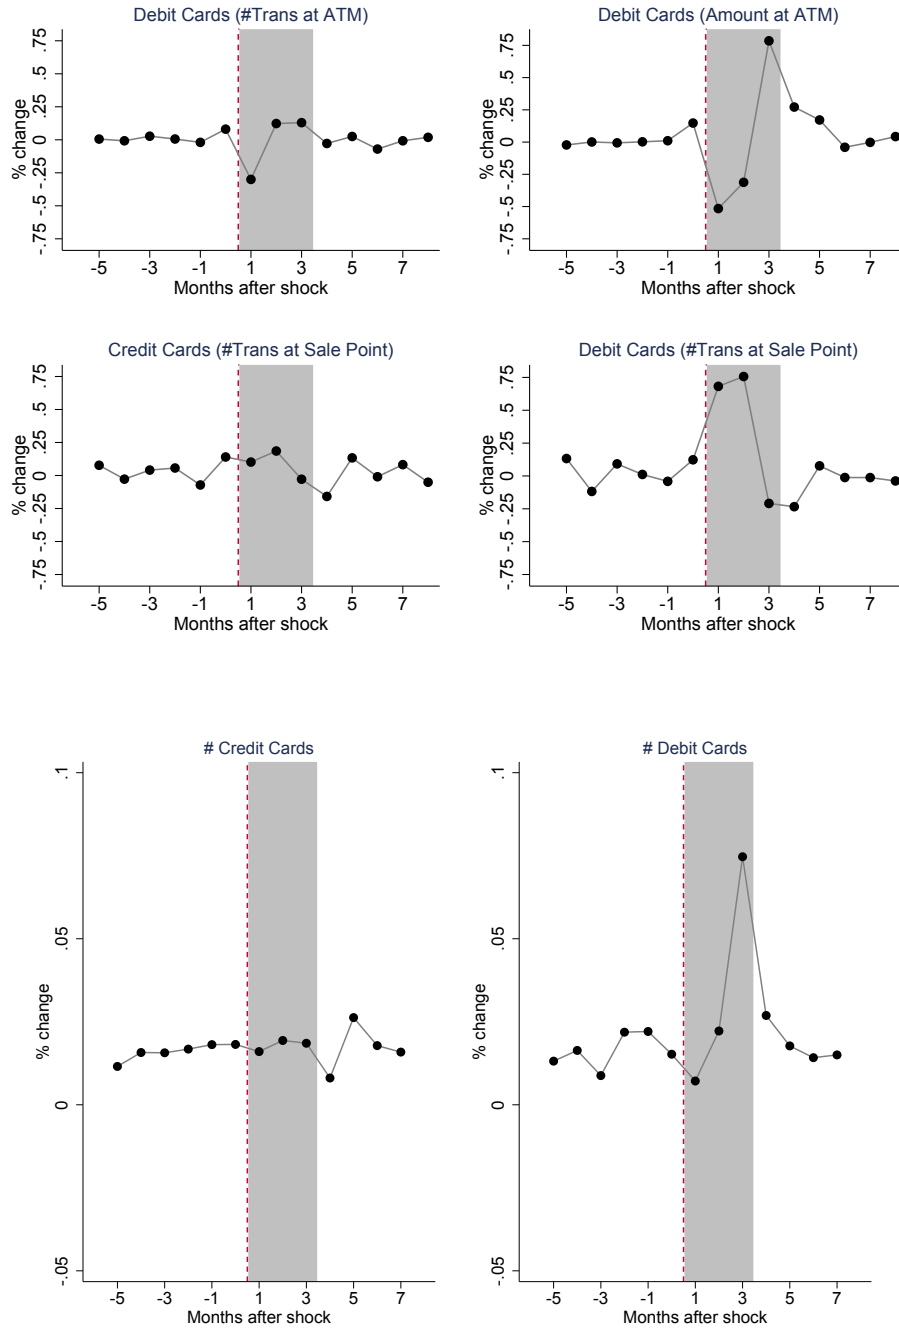 Debit Cards (#Trans at ATM)
% change
-.75 -.5 -.25 0 .25 .5 .75
-5 -3 -1 1 3 5 7
Months after shock
Debit Cards (Amount at ATM)
% change
-.75 -.5 -.25 0 .25 .5 .75
-5 -3 -1 1 3 5 7
Months after shock
Credit Cards (#Trans at Sale Point)
% change
-.75 -.5 -.25 0 .25 .5 .75
-5 -3 -1 1 3 5 7
Months after shock
Debit Cards (#Trans at Sale Point)
% change
-.75 -.5 -.25 0 .25 .5 .75
-5 -3 -1 1 3 5 7
Months after shock
# Credit Cards
% change
-.05 0 .05 .1
-5 -3 -1 1 3 5 7
Months after shock
# Debit Cards
% change
-.05 0 .05 .1
-5 -3 -1 1 3 5 7
Months after shock